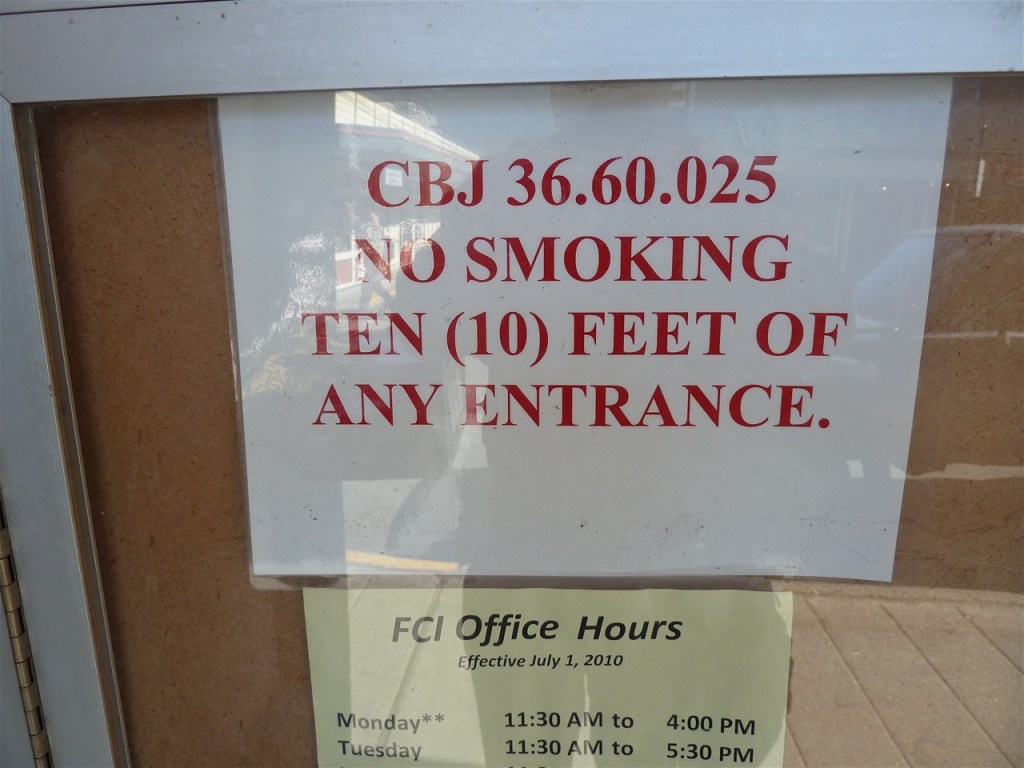 CBJ 36.60.025
NO SMOKING
TEN (10) FEET OF
ANY ENTRANCE.
FCI Office Hours
Effective July 1, 2010
Monday** 11:30 AM to 4:00 PM
Tuesday 11:30 AM to 5:30 PM